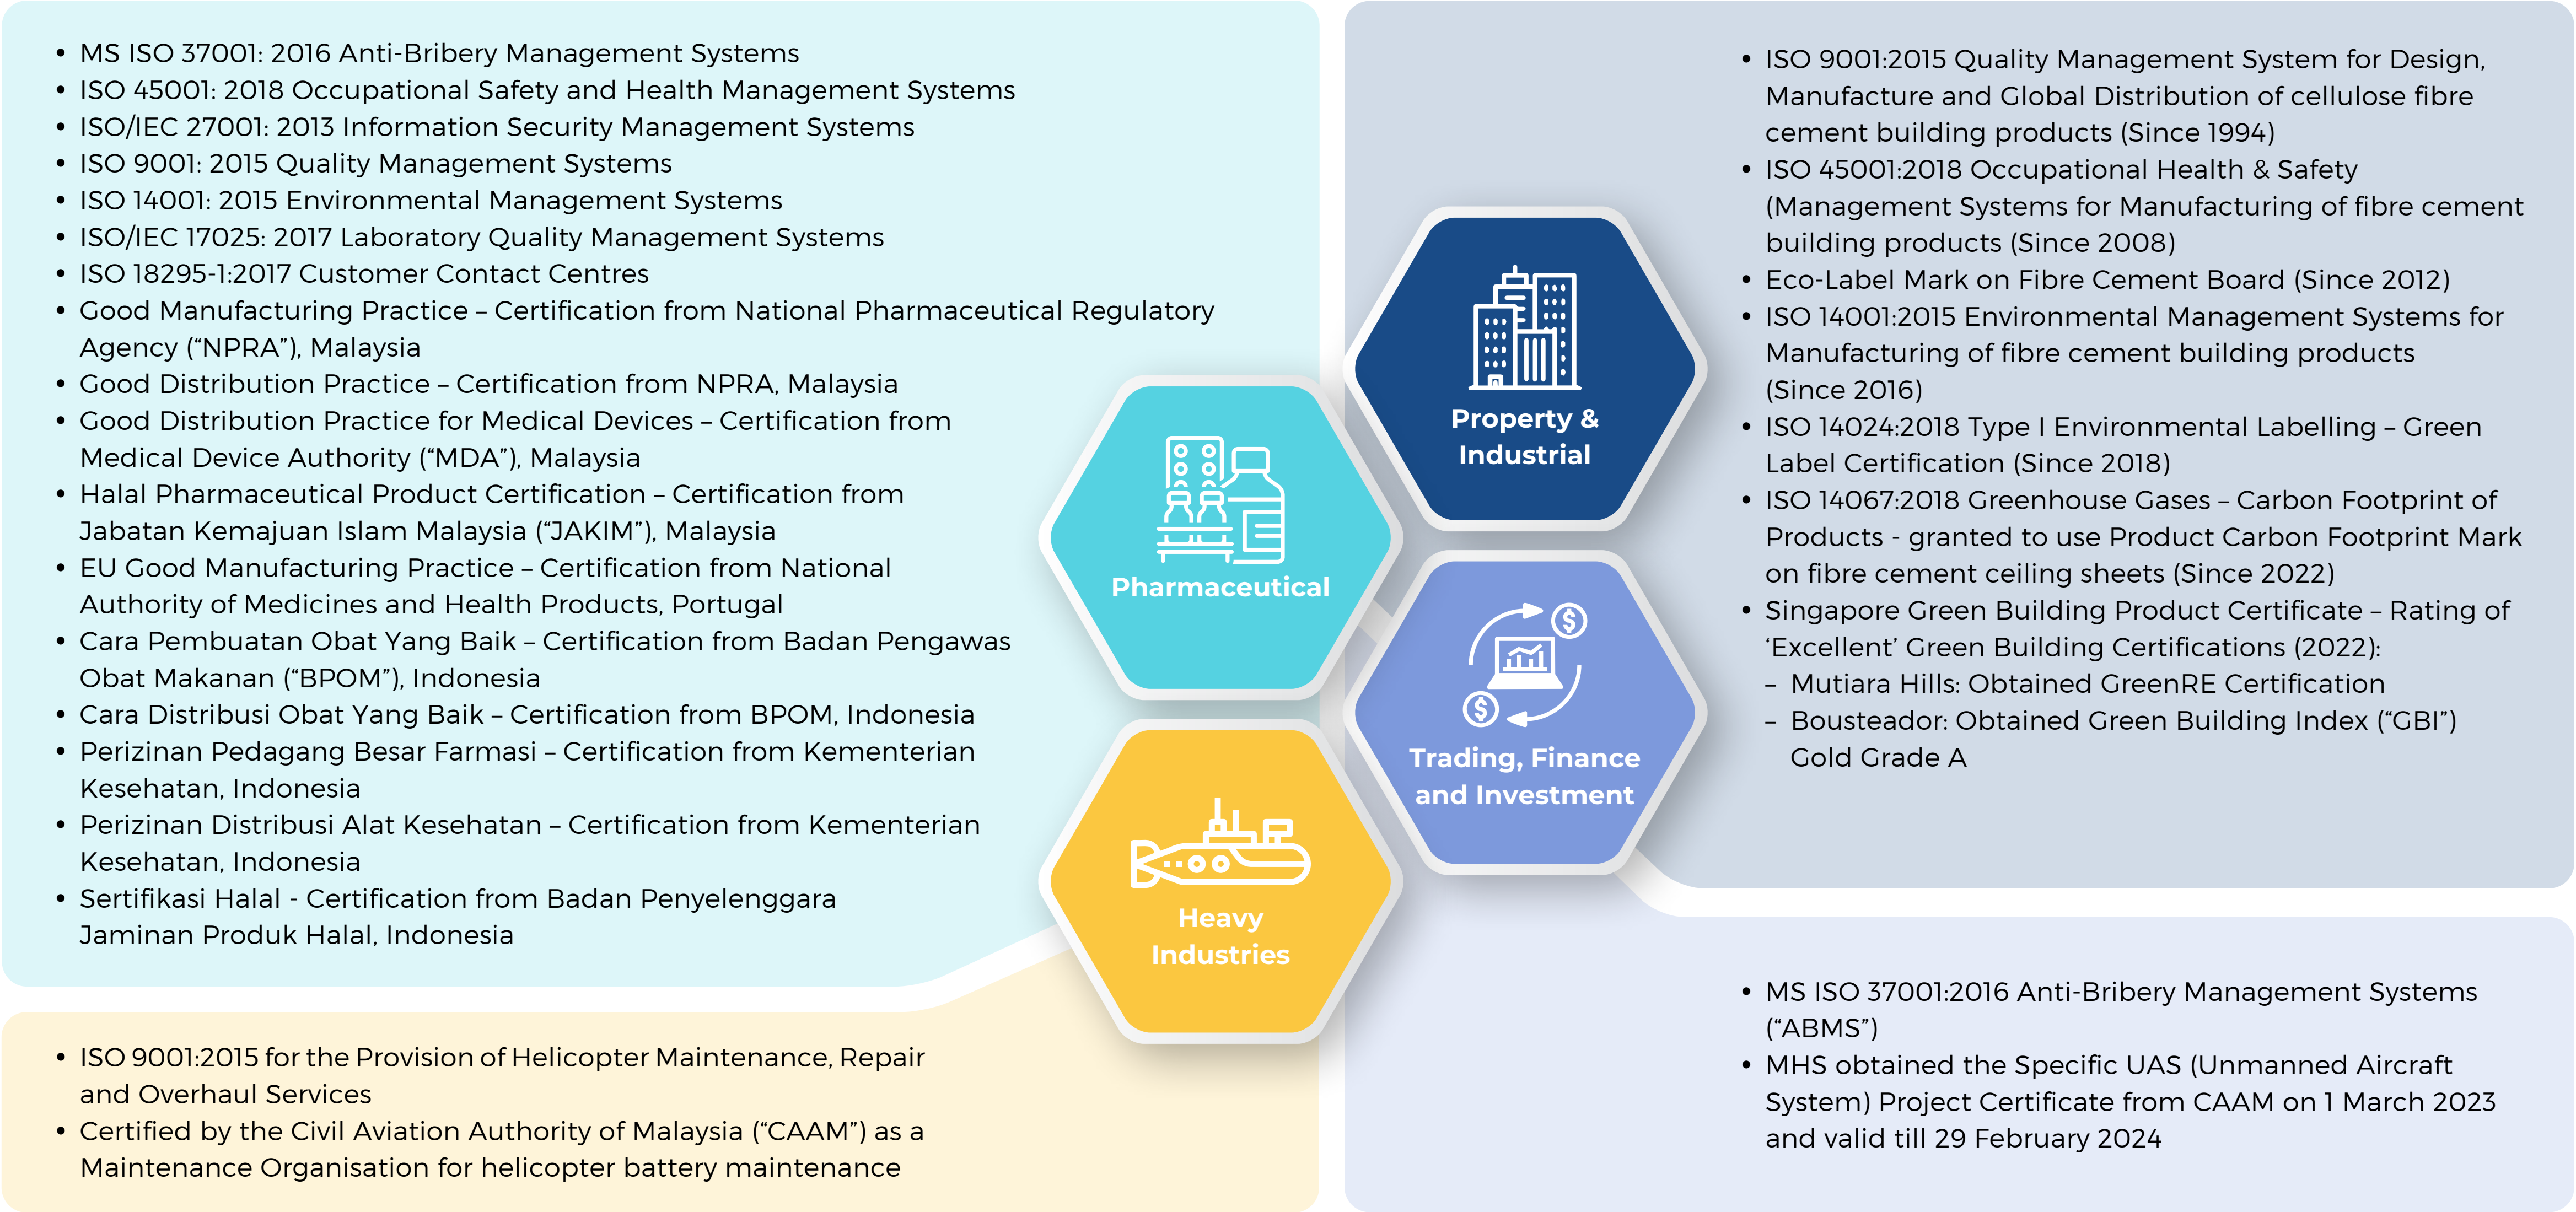 • MS ISO 37001: 2016 Anti-Bribery Management Systems
• ISO 45001: 2018 Occupational Safety and Health Management Systems
• ISO/IEC 27001: 2013 Information Security Management Systems
• ISO 9001: 2015 Quality Management Systems
• ISO 14001: 2015 Environmental Management Systems
• ISO/IEC 17025: 2017 Laboratory Quality Management Systems
• ISO 18295-1:2017 Customer Contact Centres
• Good Manufacturing Practice – Certification from National Pharmaceutical Regulatory
Agency (“NPRA”), Malaysia
• Good Distribution Practice – Certification from NPRA, Malaysia
• Good Distribution Practice for Medical Devices – Certification from
Medical Device Authority (“MDA”), Malaysia
• Halal Pharmaceutical Product Certification – Certification from
Jabatan Kemajuan Islam Malaysia (“JAKIM”), Malaysia
• EU Good Manufacturing Practice – Certification from National
Authority of Medicines and Health Products, Portugal
• Cara Pembuatan Obat Yang Baik – Certification from Badan Pengawas
Obat Makanan (“BPOM”), Indonesia
• Cara Distribusi Obat Yang Baik – Certification from BPOM, Indonesia
• Perizinan Pedagang Besar Farmasi – Certification from Kementerian
Kesehatan, Indonesia
• Perizinan Distribusi Alat Kesehatan – Certification from Kementerian
Kesehatan, Indonesia
• Sertifikasi Halal - Certification from Badan Penyelenggara
Jaminan Produk Halal, Indonesia
Pharmaceutical
Property &
Industrial
• ISO 9001:2015 Quality Management System for Design,
Manufacture and Global Distribution of cellulose fibre
cement building products (Since 1994)
• ISO 45001:2018 Occupational Health & Safety
(Management Systems for Manufacturing of fibre cement
building products (Since 2008)
• Eco-Label Mark on Fibre Cement Board (Since 2012)
• ISO 14001:2015 Environmental Management Systems for
Manufacturing of fibre cement building products
(Since 2016)
• ISO 14024:2018 Type I Environmental Labelling – Green
Label Certification (Since 2018)
• ISO 14067:2018 Greenhouse Gases – Carbon Footprint of
Products - granted to use Product Carbon Footprint Mark
on fibre cement ceiling sheets (Since 2022)
• Singapore Green Building Product Certificate – Rating of
‘Excellent’ Green Building Certifications (2022):
– Mutiara Hills: Obtained GreenRE Certification
– Bousteador: Obtained Green Building Index (“GBI”)
Gold Grade A
Heavy
Industries
• ISO 9001:2015 for the Provision of Helicopter Maintenance, Repair
and Overhaul Services
• Certified by the Civil Aviation Authority of Malaysia (“CAAM”) as a
Maintenance Organisation for helicopter battery maintenance
$
$
Trading, Finance
and Investment
• MS ISO 37001:2016 Anti-Bribery Management Systems
(“ABMS”)
• MHS obtained the Specific UAS (Unmanned Aircraft
System) Project Certificate from CAAM on 1 March 2023
and valid till 29 February 2024